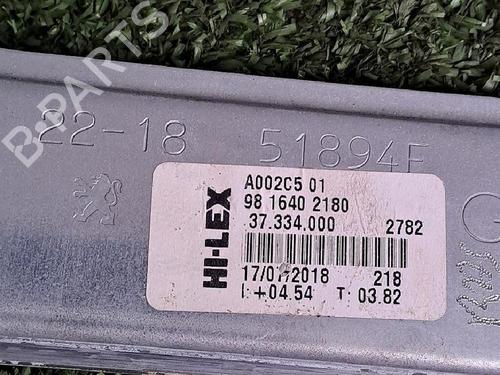 B-PARTS
22-18 51894F
HI-LEX
A002C5 01
98 1640 2180
37.334.000 2782
17/07/2018 218
I: +04.54 T: 03.82